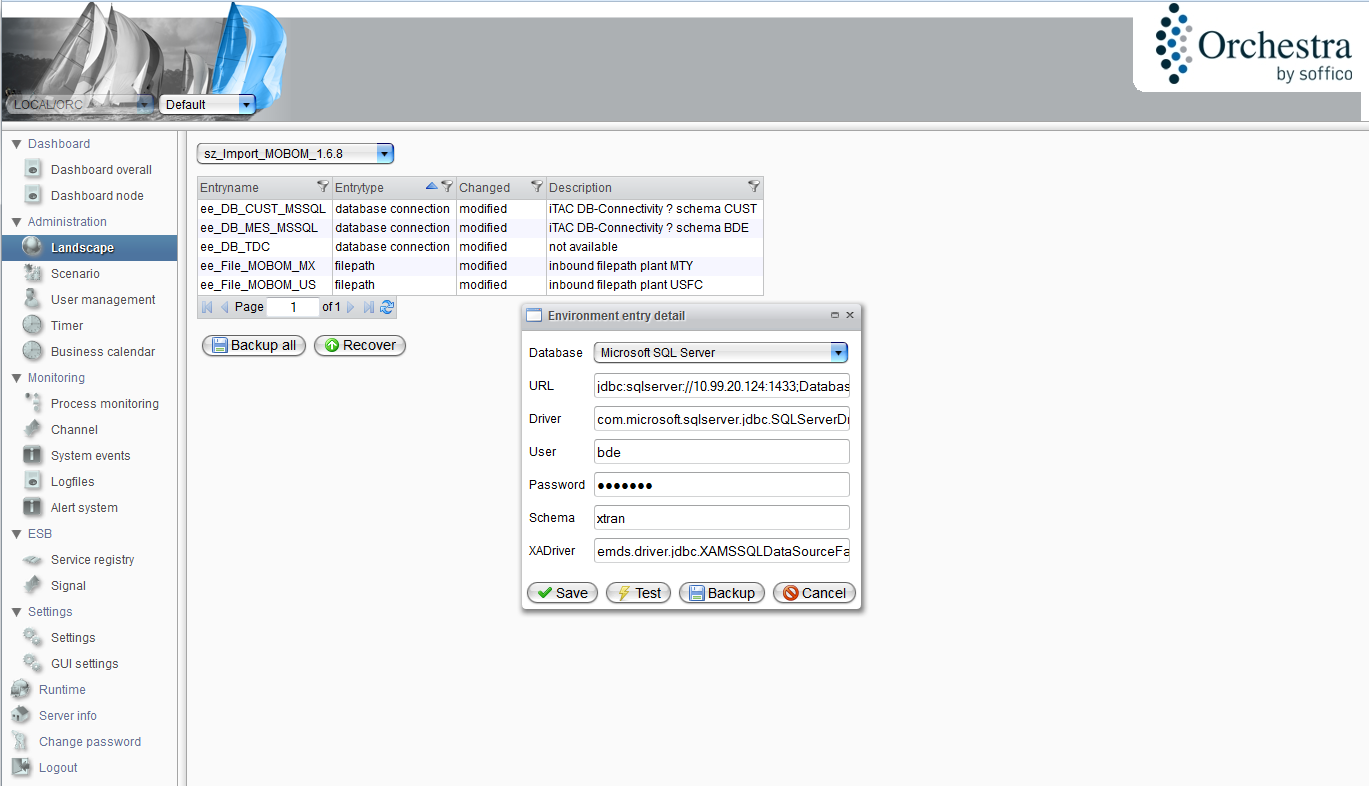 Orchestra
by soffico
LOCAL/ORC
Default
Dashboard
Dashboard overall
Dashboard node
Administration
Landscape
Scenario
User management
Timer
Business calendar
Monitoring
Process monitoring
Channel
System events
Logfiles
Alert system
ESB
Service registry
Signal
Settings
Settings
GUI settings
Runtime
Server info
Change password
Logout
sz_Import_MOBOM_1.6.8
Entryname Entrytype Changed Description
ee_DB_CUST_MSSQL database connection modified iTAC DB-Connectivity ? schema CUST
ee_DB_MES_MSSQL database connection modified iTAC DB-Connectivity ? schema BDE
ee_DB_TDC database connection modified not available
ee_File_MOBOM_MX filepath modified inbound filepath plant MTY
ee_File_MOBOM_US filepath modified inbound filepath plant USFC
Page 1 of 1
Backup all Recover
Environment entry detail
Database Microsoft SQL Server
URL jdbc:sqlserver://10.99.20.124:1433;Databas
Driver com.microsoft.sqlserver.jdbc.SQLServerDr
User bde
Password ●●●●●●●
Schema xtran
XADriver emds.driver.jdbc.XAMSSQLDataSourceFa
Save Test Backup Cancel